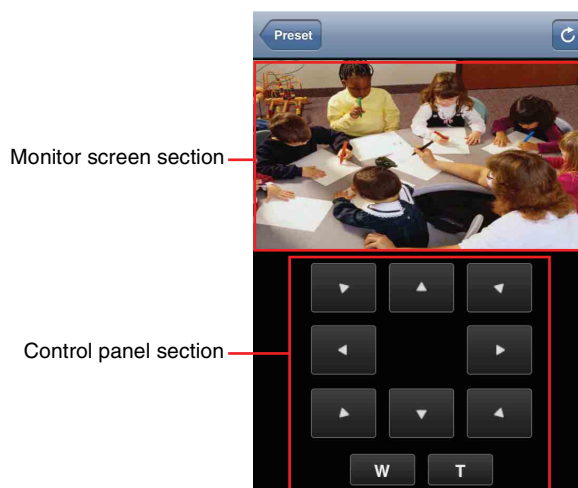 Preset
Monitor screen section
Control panel section
W T